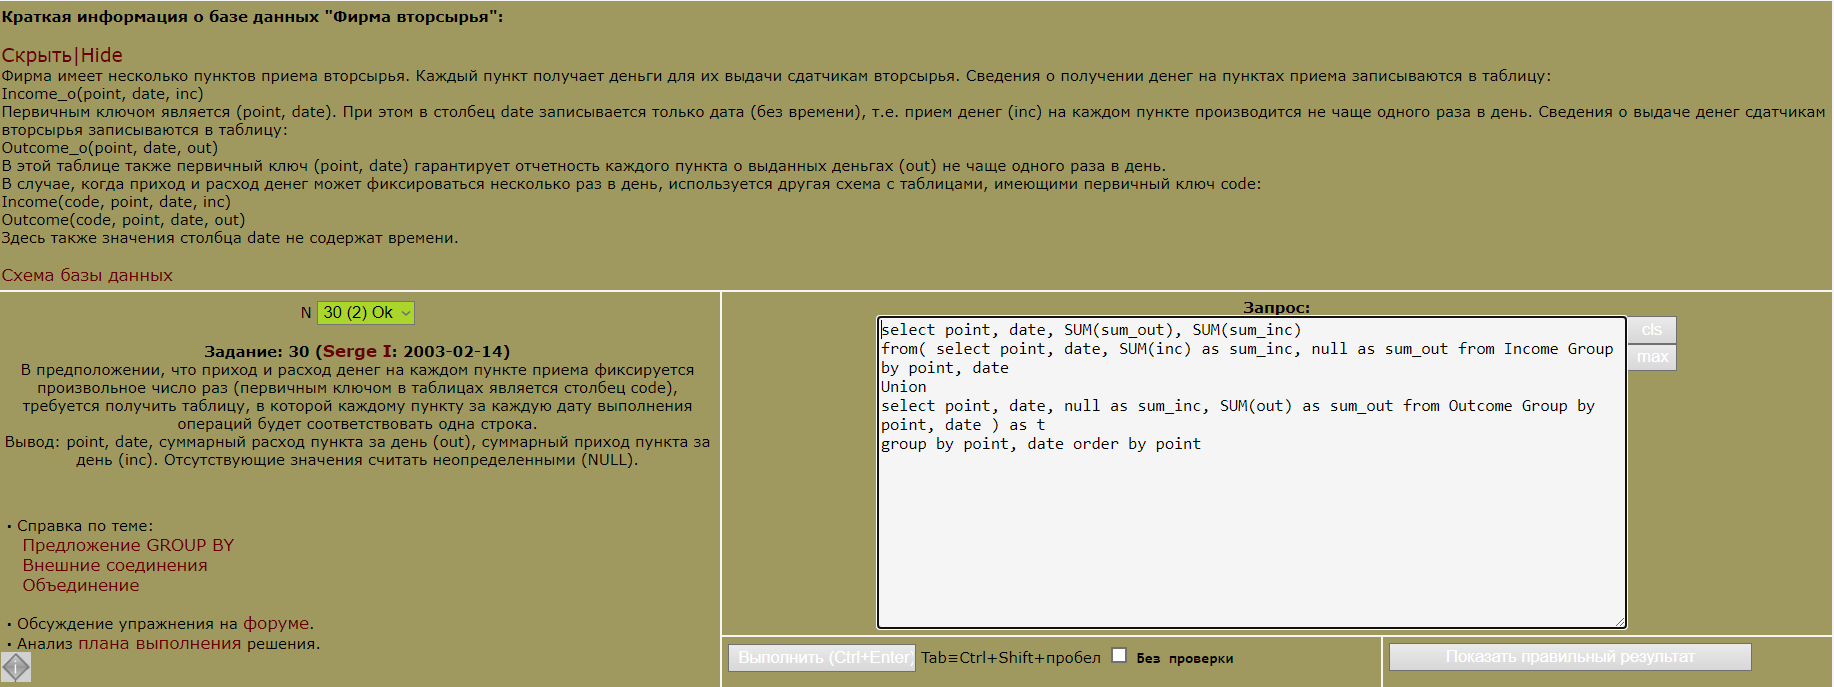 Краткая информация о базе данных "Фирма вторсырья":
Скрыть|Hide
Фирма имеет несколько пунктов приема вторсырья. Каждый пункт получает деньги для их выдачи сдатчикам вторсырья. Сведения о получении денег на пунктах приема записываются в таблицу:
Income_o(point, date, inc)
Первичным ключом является (point, date). При этом в столбец date записывается только дата (без времени), т.е. прием денег (inc) на каждом пункте производится не чаще одного раза в день. Сведения о выдаче денег сдатчикам
вторсырья записываются в таблицу:
Outcome_o(point, date, out)
В этой таблице также первичный ключ (point, date) гарантирует отчетность каждого пункта о выданных деньгах (out) не чаще одного раза в день.
В случае, когда приход и расход денег может фиксироваться несколько раз в день, используется другая схема с таблицами, имеющими первичный ключ code:
Income(code, point, date, inc)
Outcome(code, point, date, out)
Здесь также значения столбца date не содержат времени.
Схема базы данных
N 30 (2) Ok
Задание: 30 (Serge I: 2003-02-14)
В предположении, что приход и расход денег на каждом пункте приема фиксируется
произвольное число раз (первичным ключом в таблицах является столбец code),
требуется получить таблицу, в которой каждому пункту за каждую дату выполнения
операций будет соответствовать одна строка.
Вывод: point, date, суммарный расход пункта за день (out), суммарный приход пункта за
день (inc). Отсутствующие значения считать неопределенными (NULL).
· Справка по теме:
Предложение GROUP BY
Внешние соединения
Объединение
· Обсуждение упражнения на форуме.
· Анализ плана выполнения решения.
Запрос:
select point, date, SUM(sum_out), SUM(sum_inc)
from( select point, date, SUM(inc) as sum_inc, null as sum_out from Income Group
by point, date
Union
select point, date, null as sum_inc, SUM(out) as sum_out from Outcome Group by
point, date ) as t
group by point, date order by point
cls
max
Выполнить (Ctrl+Enter) Tab≡Ctrl+Shift+пробел Без проверки
Показать правильный результат